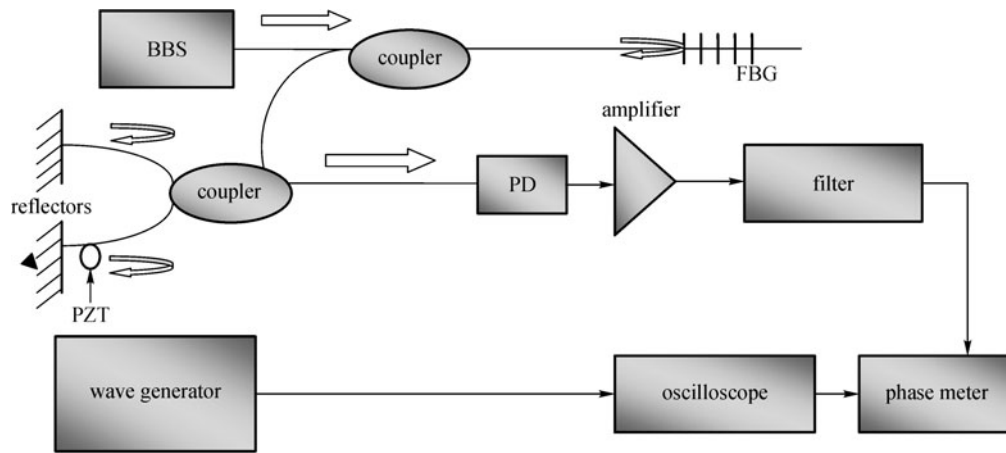 BBS
coupler
FBG
amplifier
coupler
PD
filter
reflectors
PZT
wave generator
oscilloscope
phase meter